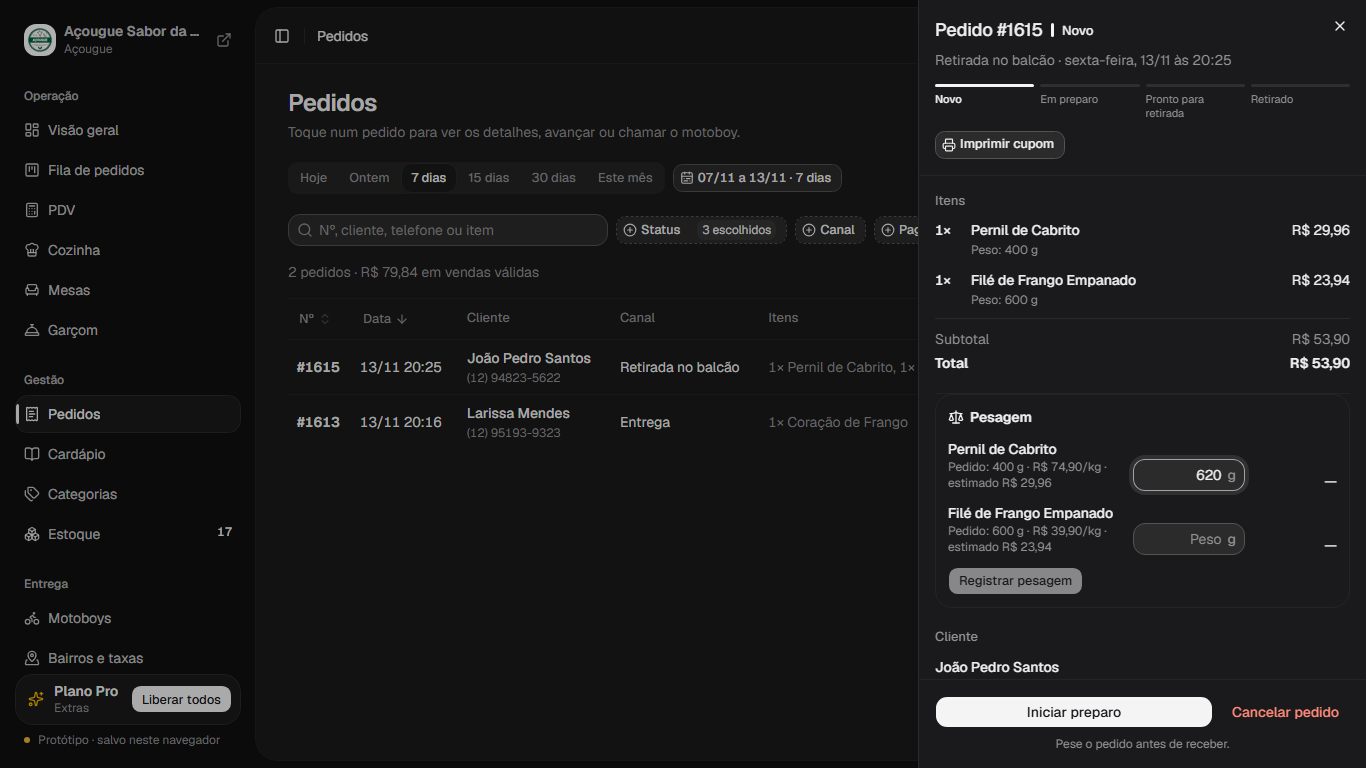 Açougue Sabor da ...
Açougue
Operação
Visão geral
Fila de pedidos
PDV
Cozinha
Mesas
Garçom
Gestão
Pedidos
Cardápio
Categorias
Estoque 17
Entrega
Motoboys
Bairros e taxas
Plano Pro
Extras
Liberar todos
Protótipo · salvo neste navegador
Pedidos
Pedidos
Toque num pedido para ver os detalhes, avançar ou chamar o motoboy.
Hoje Ontem 7 dias 15 dias 30 dias Este mês 07/11 a 13/11 · 7 dias
Nº, cliente, telefone ou item Status 3 escolhidos Canal Pag
2 pedidos · R$ 79,84 em vendas válidas
Nº Data Cliente Canal Itens
#1615 13/11 20:25 João Pedro Santos Retirada no balcão 1× Pernil de Cabrito, 1×
(12) 94823-5622
#1613 13/11 20:16 Larissa Mendes Entrega 1× Coração de Frango
(12) 95193-9323
Pedido #1615 Novo
Retirada no balcão · sexta-feira, 13/11 às 20:25
Novo Em preparo Pronto para Retirado
retirada
Imprimir cupom
Itens
1× Pernil de Cabrito R$ 29,96
Peso: 400 g
1× Filé de Frango Empanado R$ 23,94
Peso: 600 g
Subtotal R$ 53,90
Total R$ 53,90
Pesagem
Pernil de Cabrito
Pedido: 400 g · R$ 74,90/kg ·
estimado R$ 29,96
620 g —
Filé de Frango Empanado
Pedido: 600 g · R$ 39,90/kg ·
estimado R$ 23,94
Peso g —
Registrar pesagem
Cliente
João Pedro Santos
Iniciar preparo Cancelar pedido
Pese o pedido antes de receber.